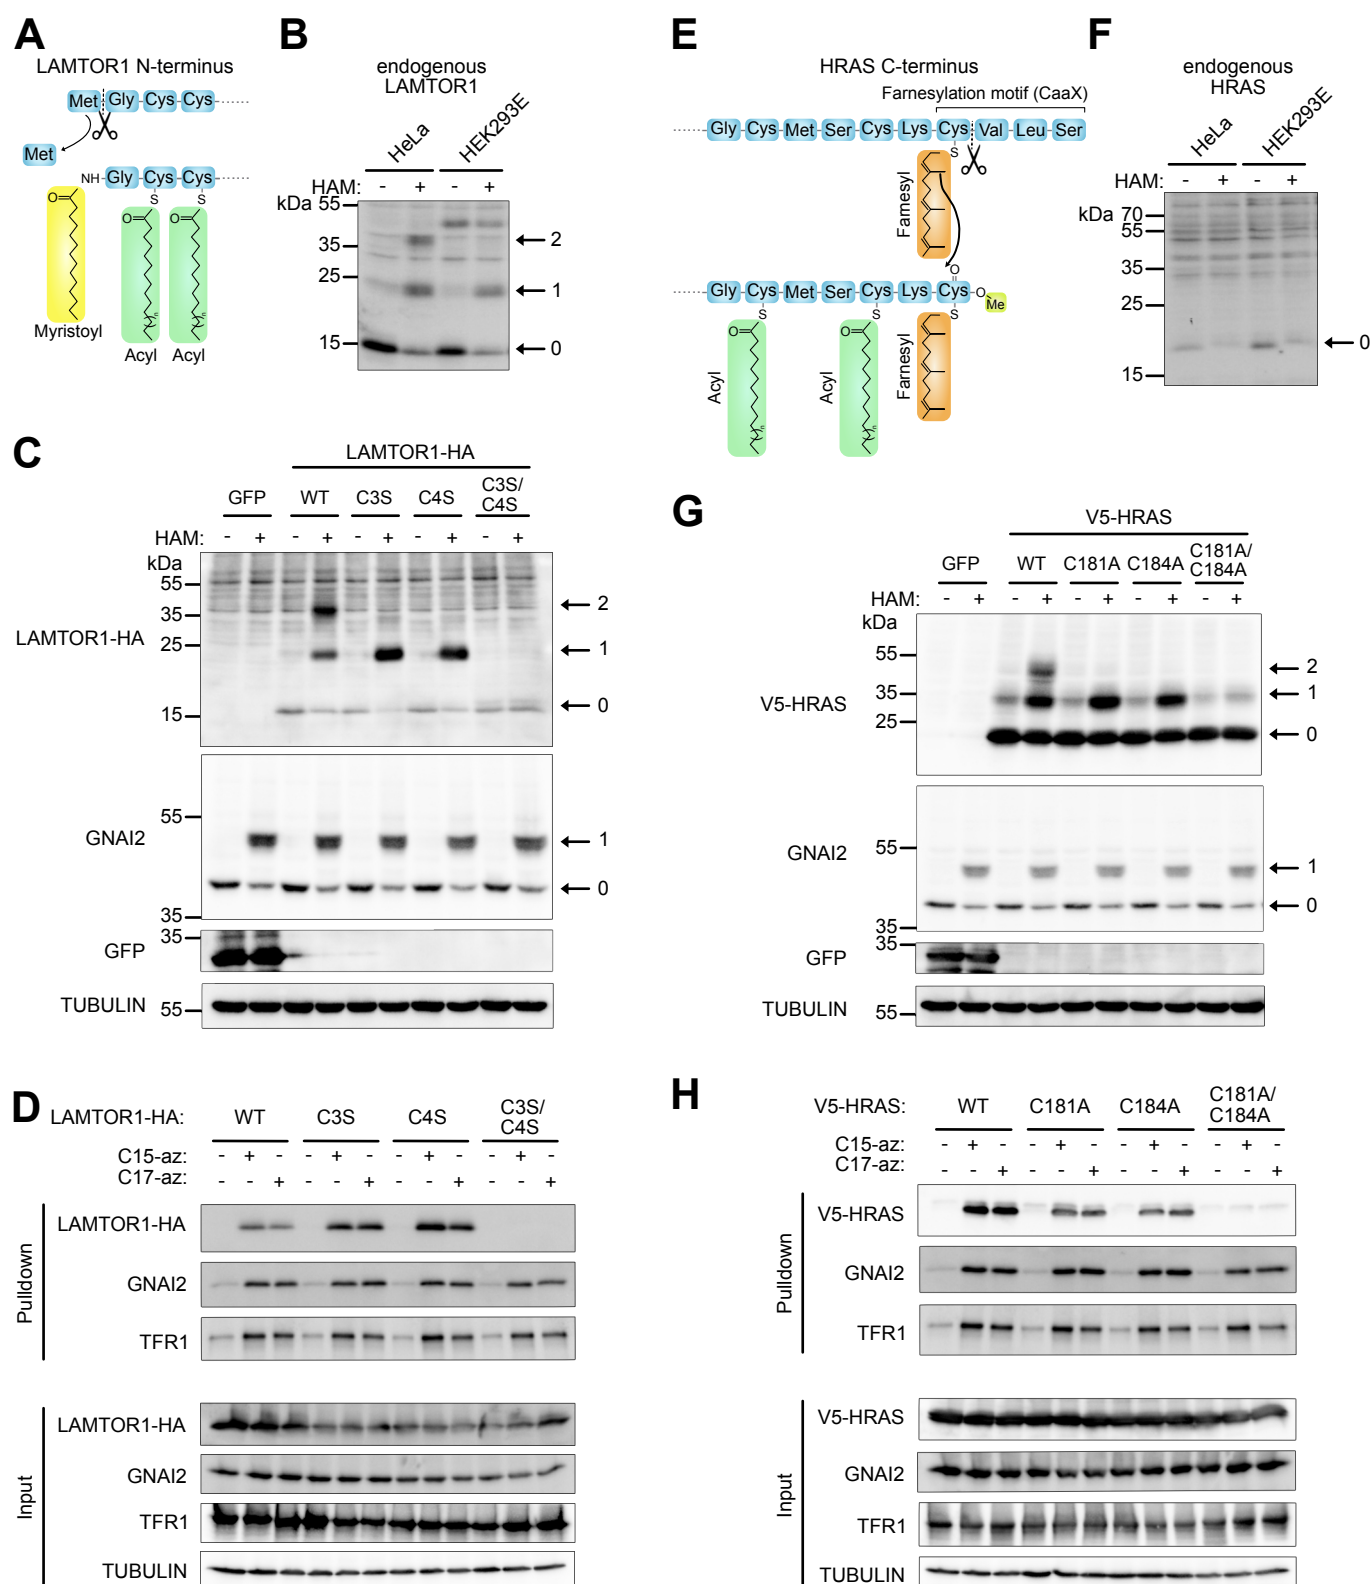 A
LAMTOR1 N-terminus
Met Gly Cys Cys
Met
NH Gly Cys Cys
S S
O O O
n n
Myristoyl
Acyl Acyl
B
endogenous
LAMTOR1
HeLa HEK293E
HAM: - + - +
kDa
55
35
25
15
2
1
0
C
LAMTOR1-HA
GFP WT C3S C4S C3S/
C4S
HAM: - + - + - + - + - +
kDa
55
35
25
15
LAMTOR1-HA
2
1
0
55
GNAI2
35
1
0
35
GFP
TUBULIN 55
D
LAMTOR1-HA: WT C3S C4S C3S/
C4S
C15-az: - + - - + - - + - - + -
C17-az: - - + - - + - - + - - +
Pulldown
LAMTOR1-HA
GNAI2
TFR1
Input
LAMTOR1-HA
GNAI2
TFR1
TUBULIN
E
HRAS C-terminus
Farnesylation motif (CaaX)
Gly Cys Met Ser Cys Lys Cys Val Leu Ser
S
Farnesyl
O
Gly Cys Met Ser Cys Lys Cys O Me
S S S
O O
n n
Acyl Acyl Farnesyl
F
endogenous
HRAS
HeLa HEK293E
HAM: - + - +
kDa 70
55
35
25
15
0
G
V5-HRAS
GFP WT C181A C184A C181A/
C184A
HAM: - + - + - + - + - +
kDa
55
35
25
V5-HRAS
2
1
0
55
GNAI2
35
1
0
35
GFP
TUBULIN 55
H
V5-HRAS: WT C181A C184A C181A/
C184A
C15-az: - + - - + - - + - - + -
C17-az: - - + - - + - - + - - +
Pulldown
V5-HRAS
GNAI2
TFR1
Input
V5-HRAS
GNAI2
TFR1
TUBULIN